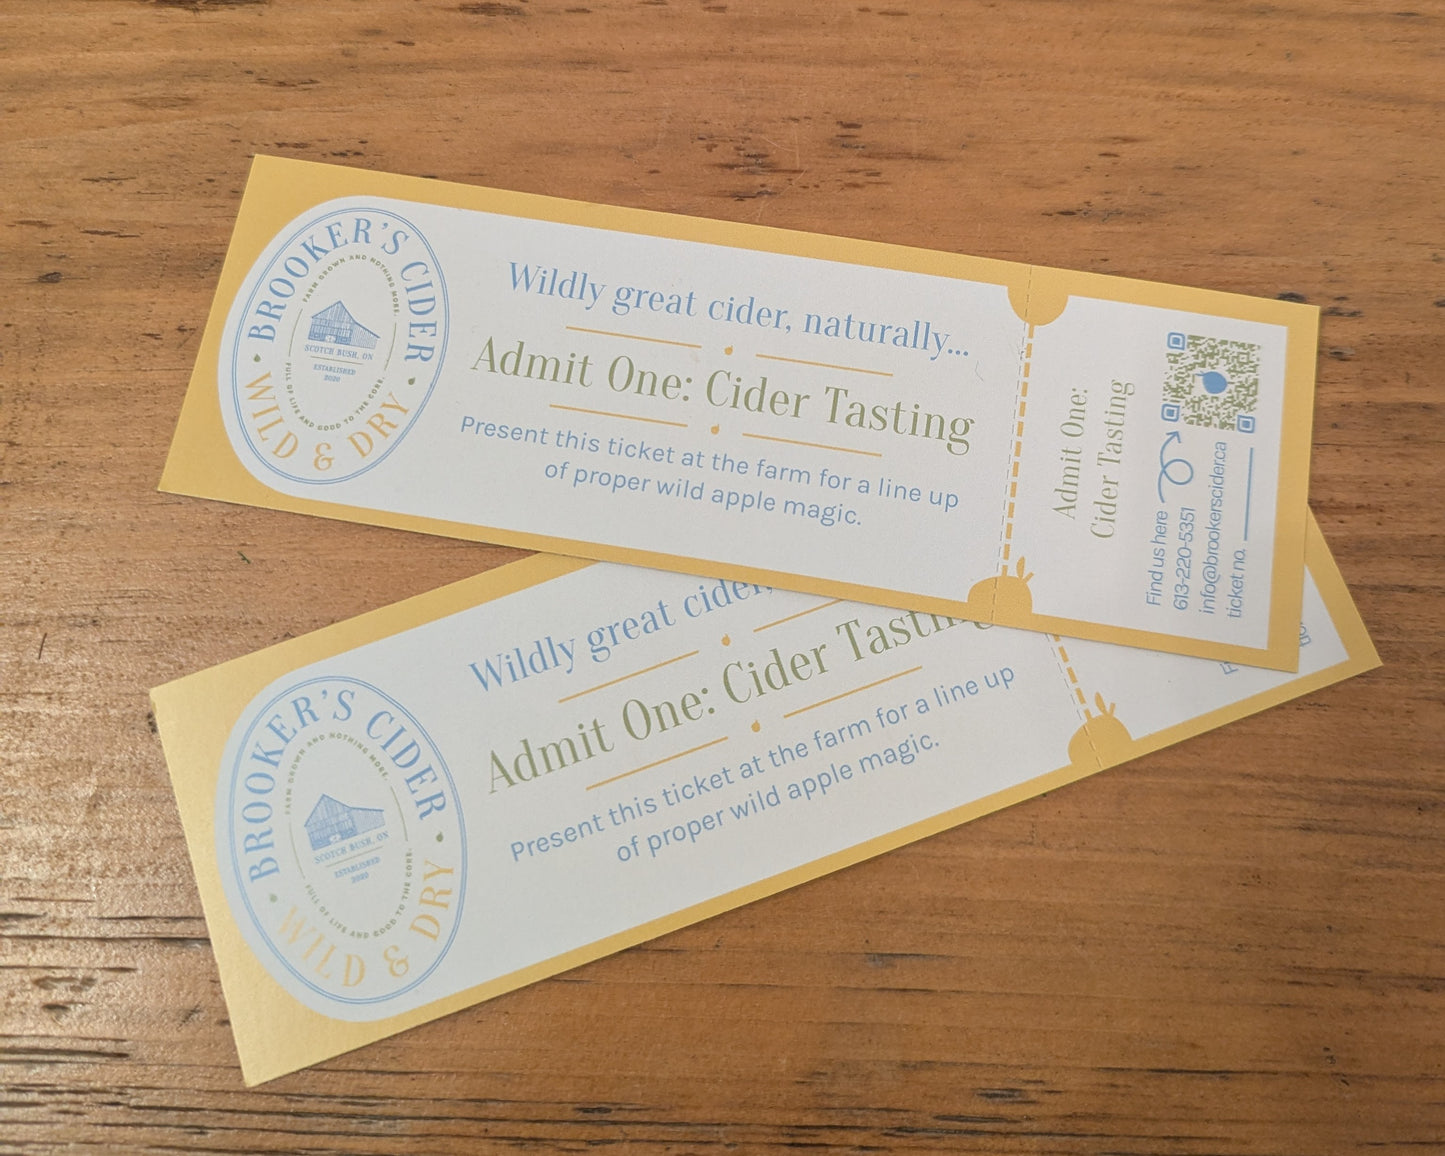 BROOKER'S CIDER
WILD & DRY
FARM GROWN AND NOTHING MORE.
SCOTCH BUSH, ON
ESTABLISHED
2020
FULL OF LIFE AND GOOD TO THE CORE.
Wildly great cider, naturally...
Admit One: Cider Tasting
Present this ticket at the farm for a line up
of proper wild apple magic.
Admit One:
Cider Tasting
Find us here
613-220-5351
info@brookerscider.ca
ticket no.
BROOKER'S CIDER
WILD & DRY
FARM GROWN AND NOTHING MORE.
SCOTCH BUSH, ON
ESTABLISHED
2020
FULL OF LIFE AND GOOD TO THE CORE.
Wildly great cider,
Admit One: Cider Tasting
Present this ticket at the farm for a line up
of proper wild apple magic.